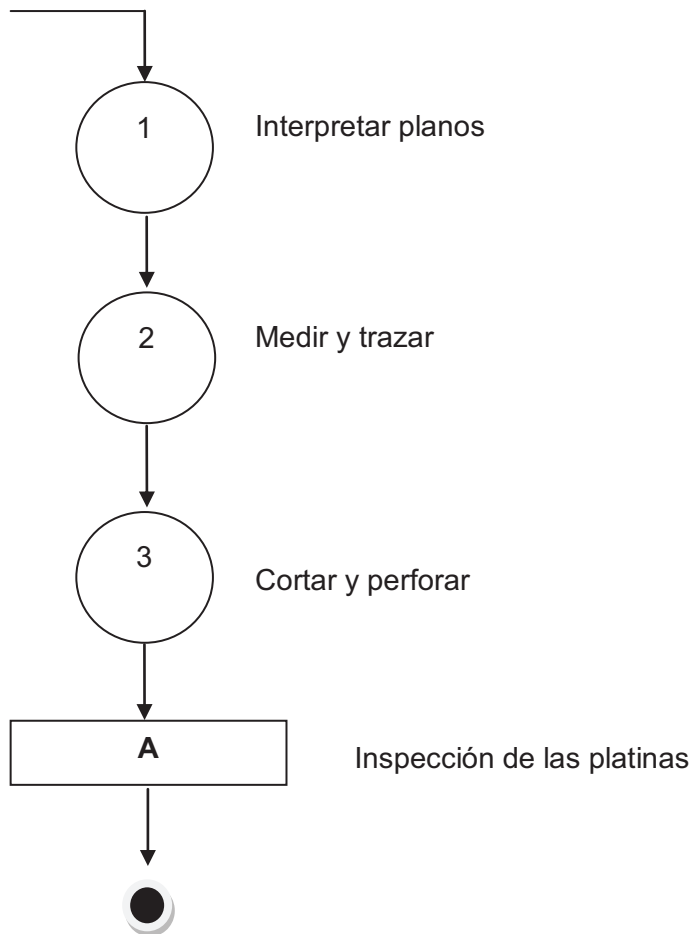 1 Interpretar planos
2 Medir y trazar
3 Cortar y perforar
A Inspección de las platinas